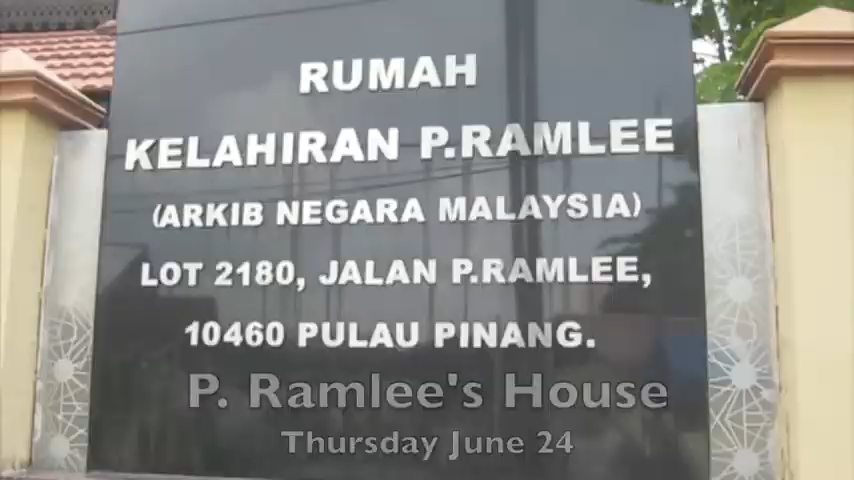 RUMAH
KELAHIRAN P.RAMLEE
(ARKIB NEGARA MALAYSIA)
LOT 2180, JALAN P.RAMLEE,
10460 PULAU PINANG.
P. Ramlee's House
Thursday June 24